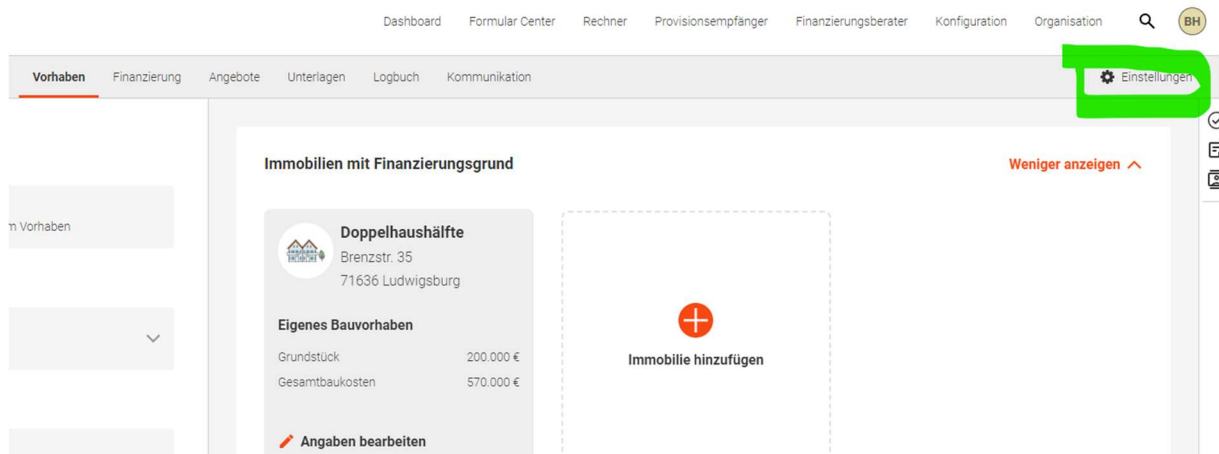 Dashboard Formular Center Rechner Provisionsempfänger Finanzierungsberater Konfiguration Organisation BH
Vorhaben Finanzierung Angebote Unterlagen Logbuch Kommunikation Einstellungen
Immobilien mit Finanzierungsgrund Weniger anzeigen
Vorhaben
Doppelhaushälfte
Brenzstr. 35
71636 Ludwigsburg
Eigenes Bauvorhaben
Grundstück 200.000 €
Gesamtbaukosten 570.000 €
Angaben bearbeiten
Immobilie hinzufügen